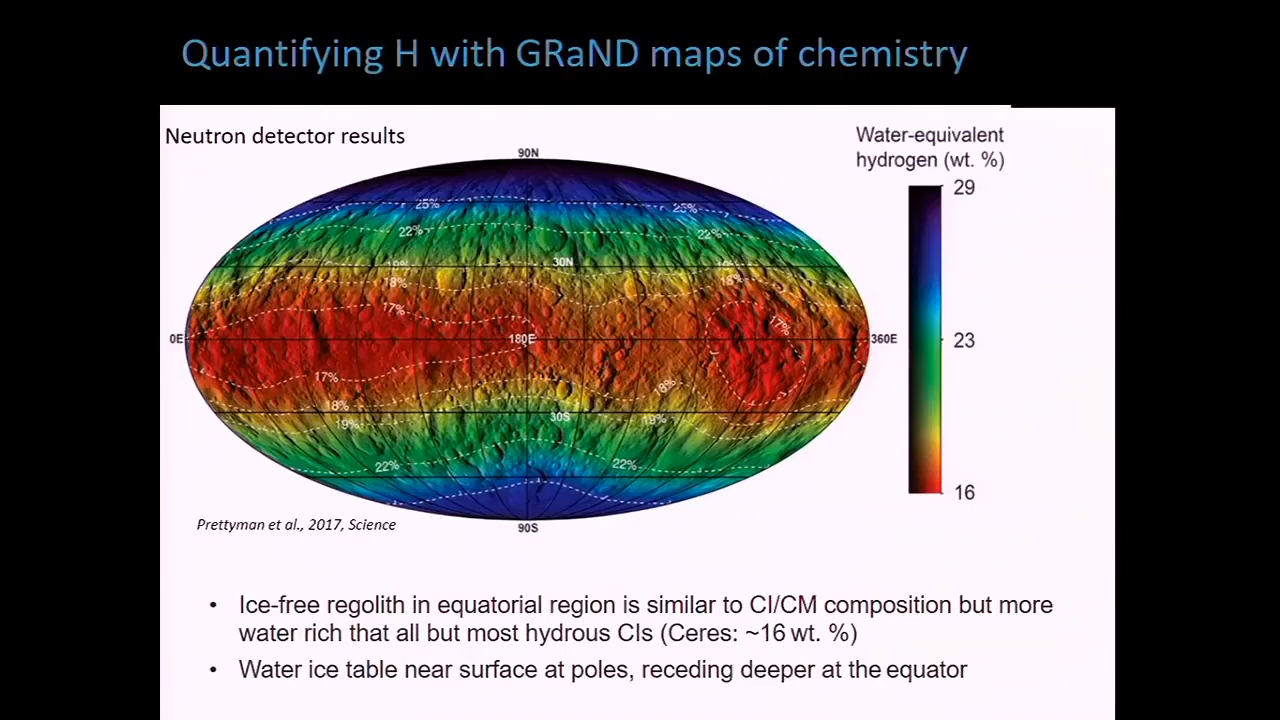 Quantifying H with GRaND maps of chemistry
Neutron detector results
Water-equivalent
hydrogen (wt. %)
90N
29
25%
25%
22%
22%
19%
30N
18%
18%
17%
17%
0E
180E
360E
23
17%
18%
18%
30S
19%
19%
22%
22%
16
Prettyman et al., 2017, Science
90S
• Ice-free regolith in equatorial region is similar to CI/CM composition but more
water rich that all but most hydrous CIs (Ceres: ~16 wt. %)
• Water ice table near surface at poles, receding deeper at the equator